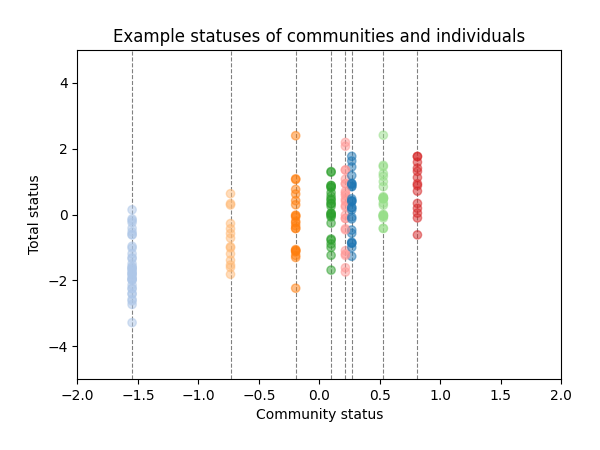 Example statuses of communities and individuals
4
2
0
−2
−4
Total status
−2.0 −1.5 −1.0 −0.5 0.0 0.5 1.0 1.5 2.0
Community status